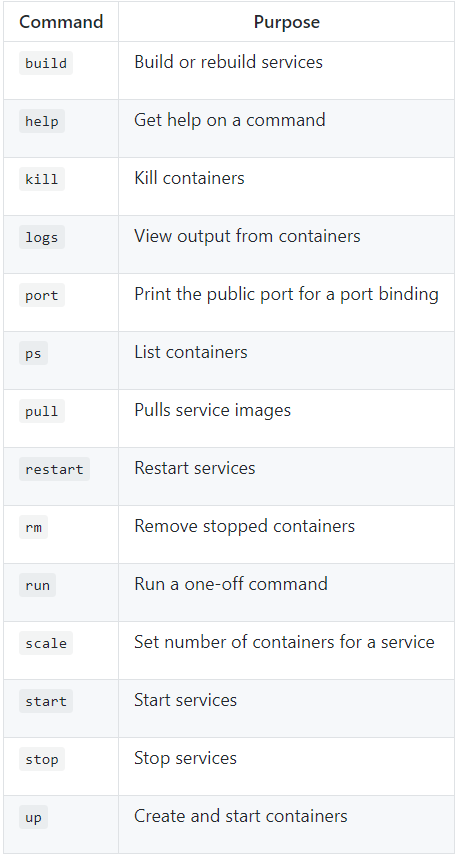 Command Purpose
build Build or rebuild services
help Get help on a command
kill Kill containers
logs View output from containers
port Print the public port for a port binding
ps List containers
pull Pulls service images
restart Restart services
rm Remove stopped containers
run Run a one-off command
scale Set number of containers for a service
start Start services
stop Stop services
up Create and start containers